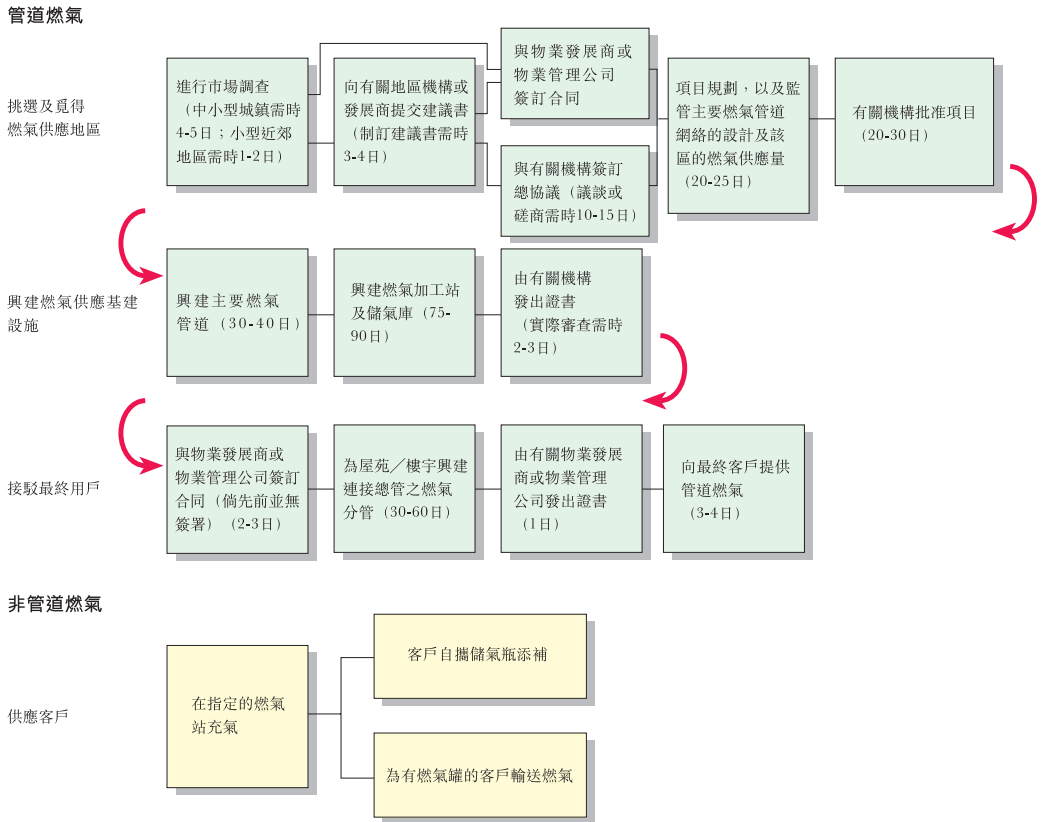 管道燃氣
挑選及覓得
燃氣供應地區
進行市場調查
（中小型城鎮需時
4-5日；小型近郊
地區需時1-2日）
向有關地區機構或
發展商提交建議書
（制訂建議書需時
3-4日）
與物業發展商或
物業管理公司
簽訂合同
與有關機構簽訂
總協議（議談或
磋商需時10-15日）
項目規劃，以及監
管主要燃氣管道
網絡的設計及該
區的燃氣供應量
（20-25日）
有關機構批准項目
（20-30日）
興建燃氣供應基建
設施
興建主要燃氣
管道（30-40日）
興建燃氣加工站
及儲氣庫（75-
90日）
由有關機構
發出證書
（實際審查需時
2-3日）
接駁最終用戶
與物業發展商或
物業管理公司簽訂
合同（倘先前並無
簽署）（2-3日）
為屋苑╱樓宇興建
連接總管之燃氣
分管（30-60日）
由有關物業發展
商或物業管理
公司發出證書
（1日）
向最終客戶提供
管道燃氣
（3-4日）
非管道燃氣
供應客戶
在指定的燃氣
站充氣
客戶自攜儲氣瓶添補
為有燃氣罐的客戶輸送燃氣